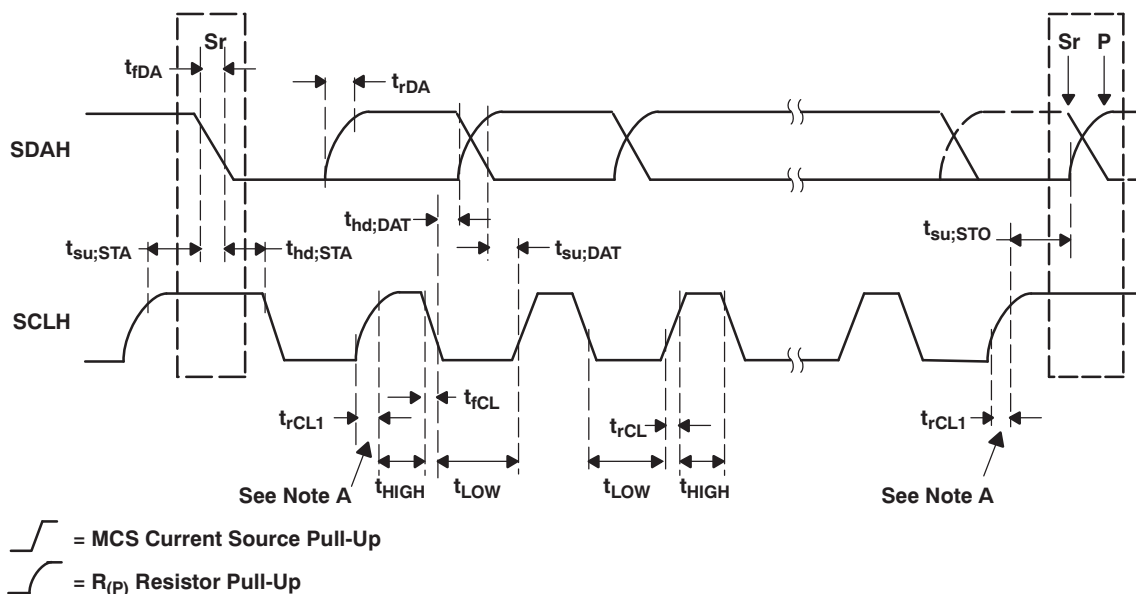 Sr
Sr P
tfDA
trDA
SDAH
thd;DAT
tsu;STA
thd;STA
tsu;DAT
tsu;STO
SCLH
tfCL
trCL1
trCL
trCL1
See Note A
tHIGH
tLOW
tLOW
tHIGH
See Note A
= MCS Current Source Pull-Up
= R(P) Resistor Pull-Up